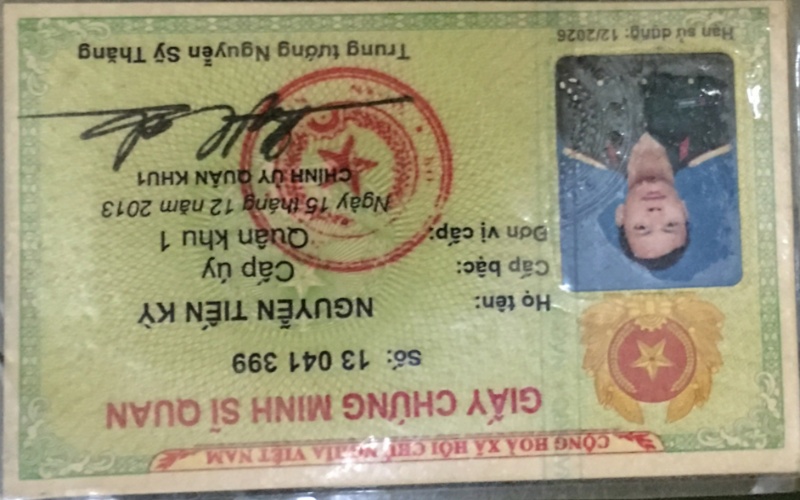 CỘNG HOÀ XÃ HỘI CHỦ NGHĨA VIỆT NAM
GIẤY CHỨNG MINH SĨ QUAN
Số: 13 041 399
Họ tên: NGUYỄN TIẾN KỲ
Cấp bậc: Cấp úy
Đơn vị cấp: Quân khu 1
Ngày 15 tháng 12 năm 2013
CHÍNH ỦY QUÂN KHU1
Trung tướng Nguyễn Sỹ Thăng
Hạn sử dụng: 12/2026